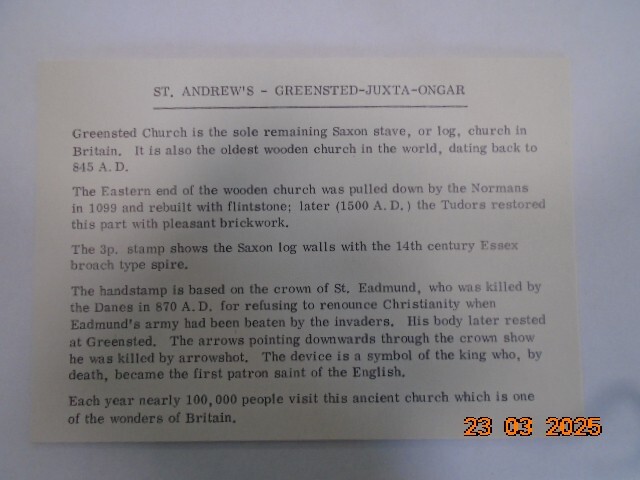 ST. ANDREW'S - GREENSTED-JUXTA-ONGAR
Greensted Church is the sole remaining Saxon stave, or log, church in
Britain. It is also the oldest wooden church in the world, dating back to
845 A.D.
The Eastern end of the wooden church was pulled down by the Normans
in 1099 and rebuilt with flintstone; later (1500 A.D.) the Tudors restored
this part with pleasant brickwork.
The 3p. stamp shows the Saxon log walls with the 14th century Essex
broach type spire.
The handstamp is based on the crown of St. Eadmund, who was killed by
the Danes in 870 A.D. for refusing to renounce Christianity when
Eadmund's army had been beaten by the invaders. His body later rested
at Greensted. The arrows pointing downwards through the crown show
he was killed by arrowshot. The device is a symbol of the king who, by
death, became the first patron saint of the English.
Each year nearly 100,000 people visit this ancient church which is one
of the wonders of Britain.
23 03 2025